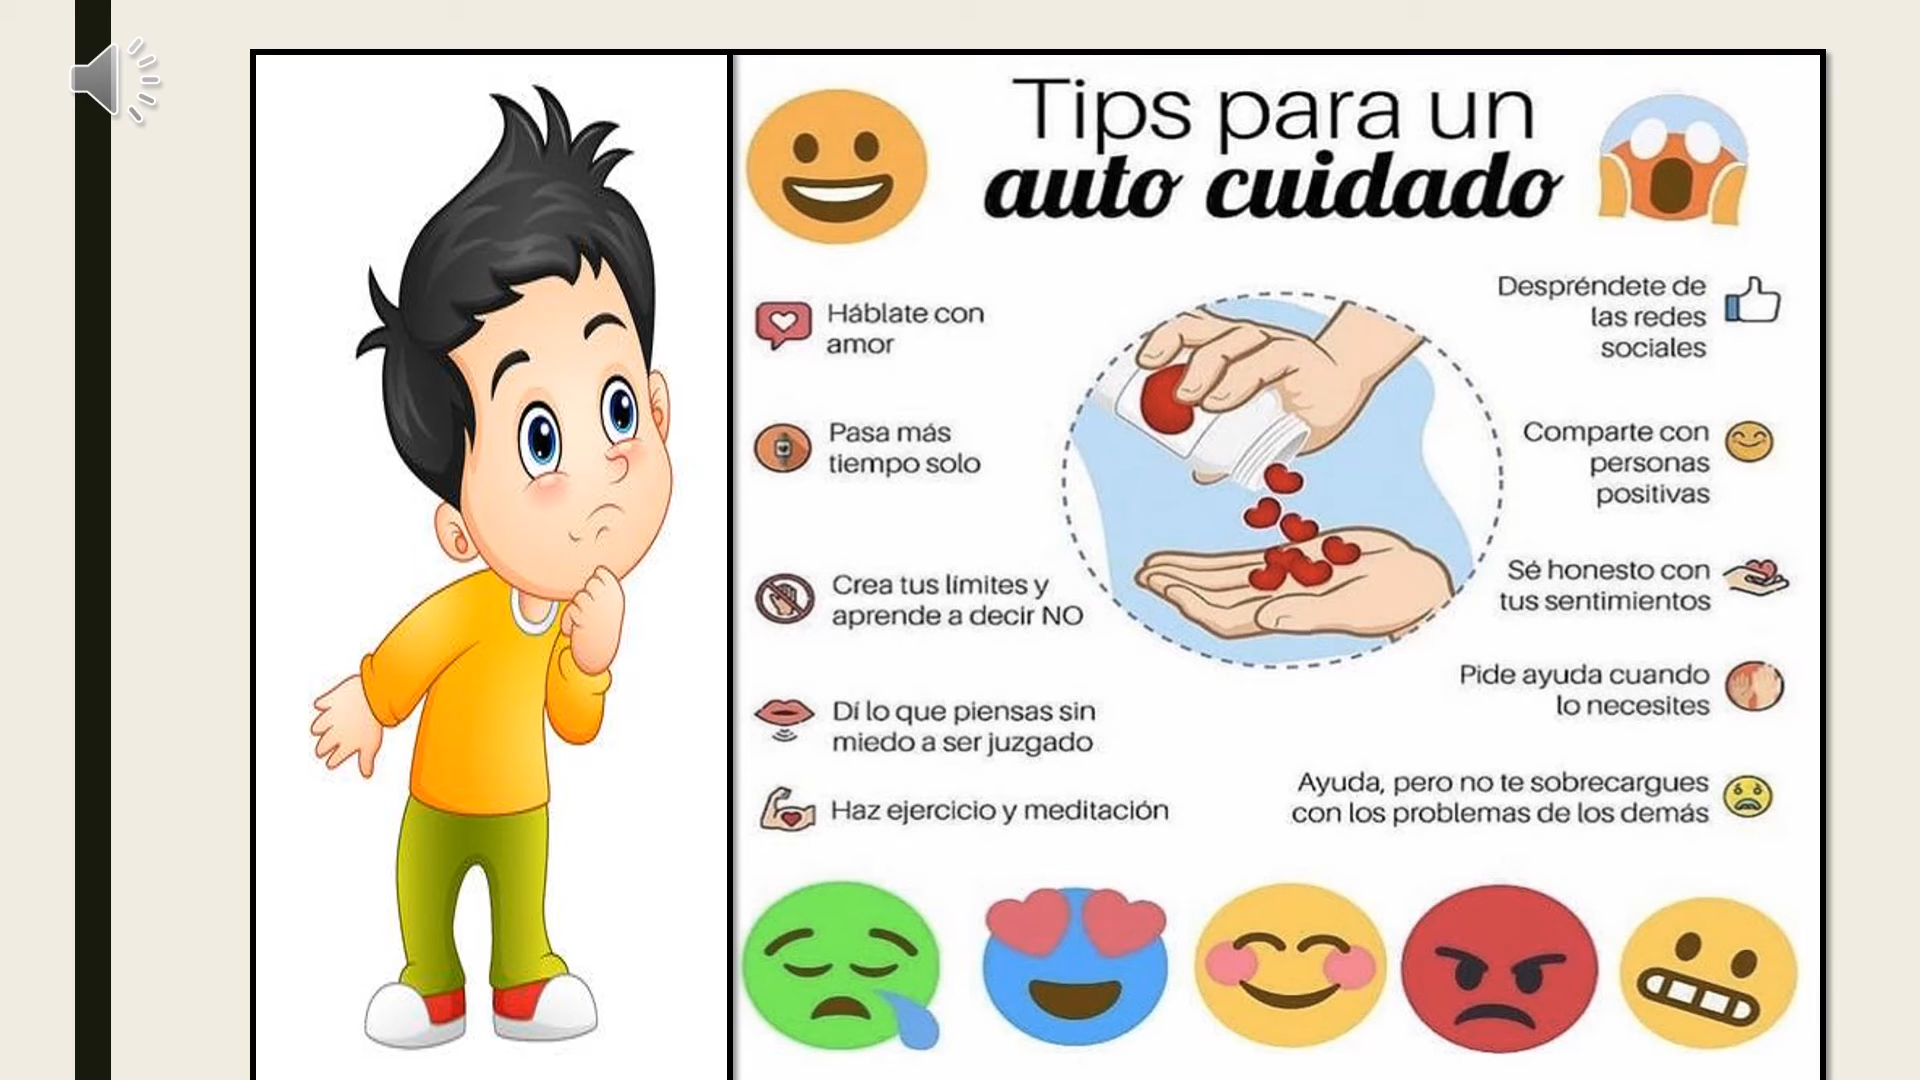 Tips para un
auto cuidado
Háblate con
amor
Pasa más
tiempo solo
Crea tus límites y
aprende a decir NO
Dí lo que piensas sin
miedo a ser juzgado
Haz ejercicio y meditación
Despréndete de
las redes
sociales
Comparte con
personas
positivas
Sé honesto con
tus sentimientos
Pide ayuda cuando
lo necesites
Ayuda, pero no te sobrecargues
con los problemas de los demás